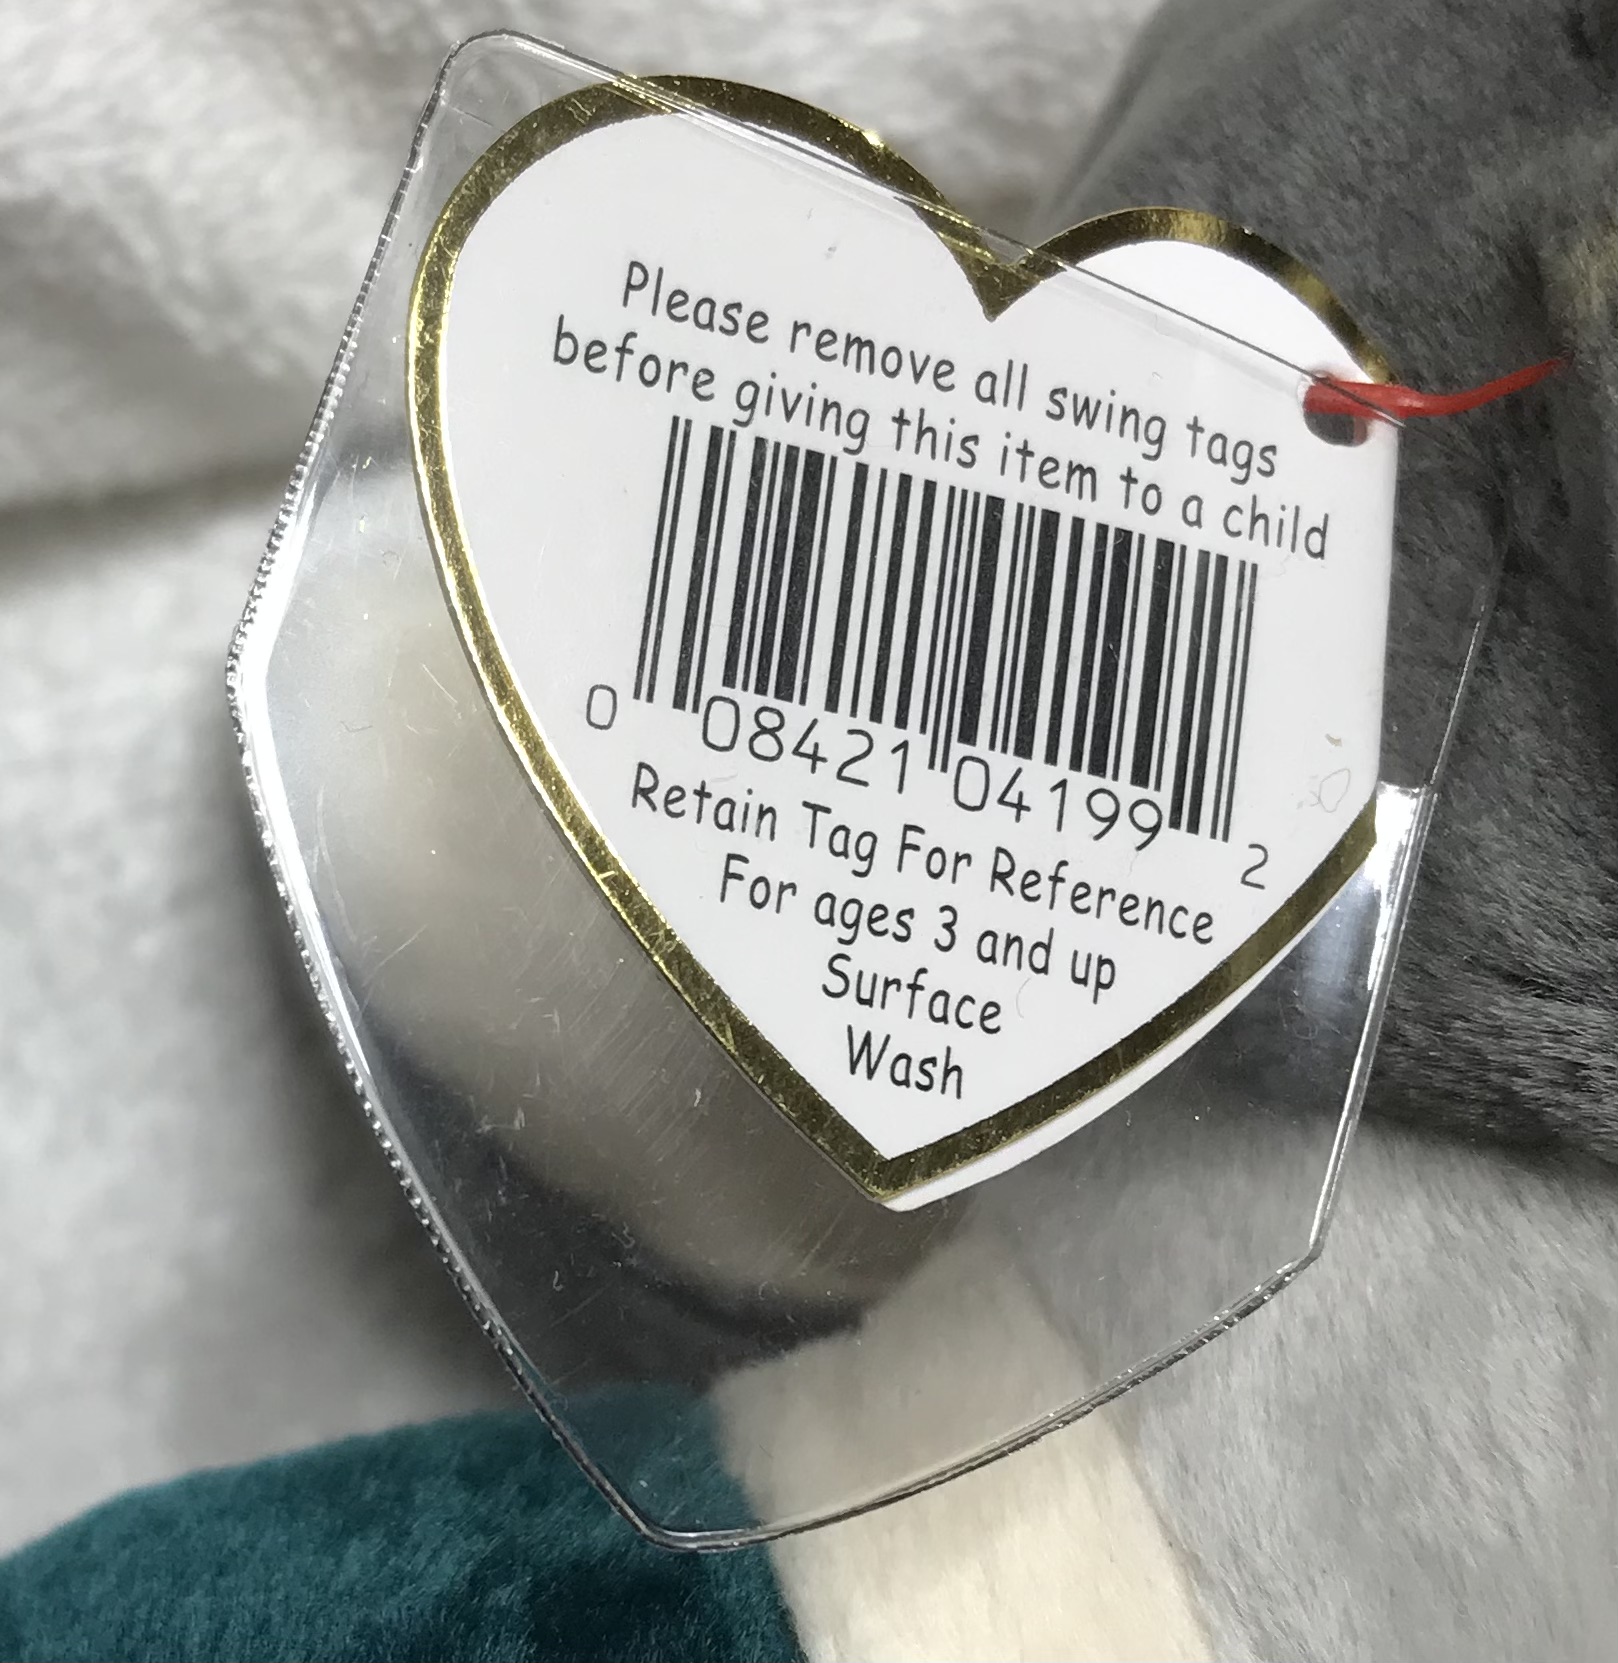 Please remove all swing tags
before giving this item to a child
0 08421 04199 2
Retain Tag For Reference
For ages 3 and up
Surface
Wash